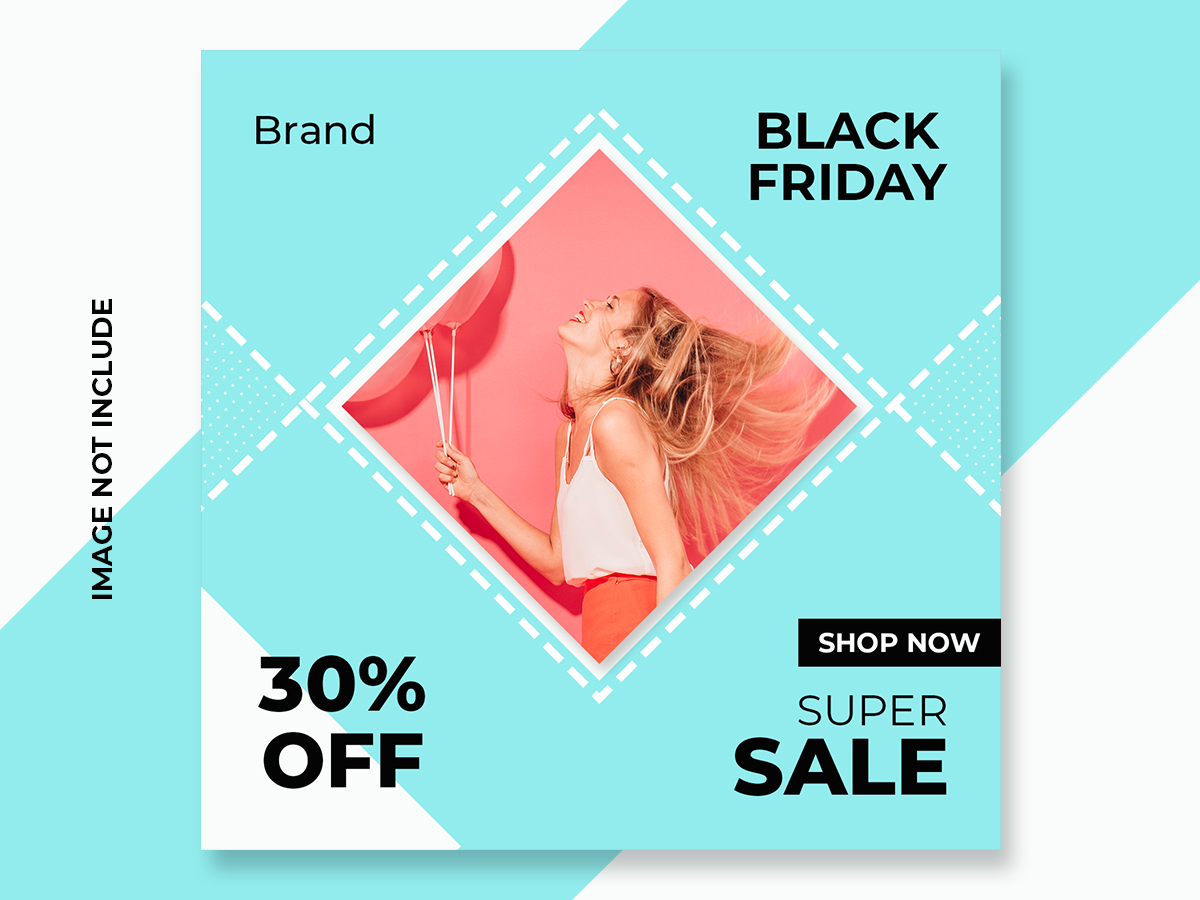 Brand
BLACK
FRIDAY
IMAGE NOT INCLUDE
30%
OFF
SHOP NOW
SUPER
SALE